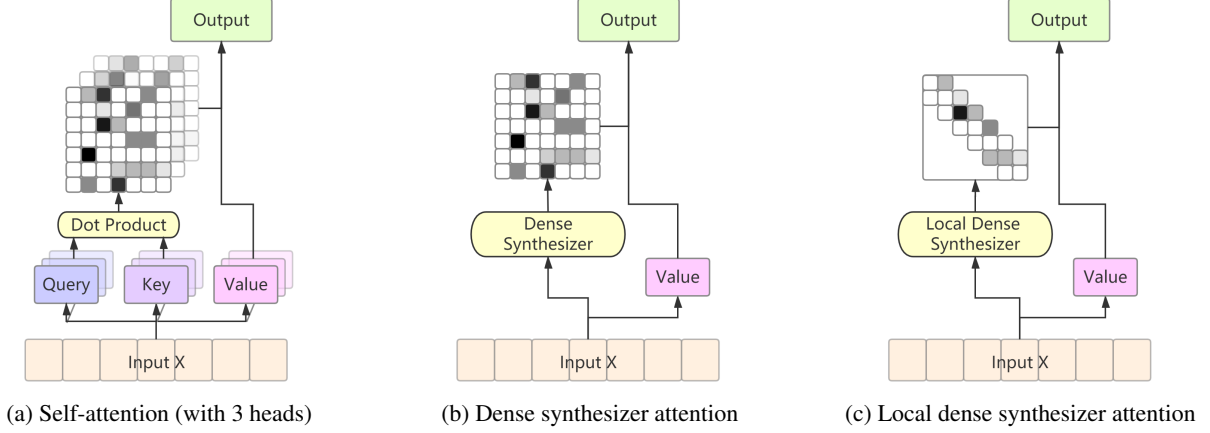 Output
Dot Product
Query
Key
Value
Input X
(a) Self-attention (with 3 heads)
Output
Dense
Synthesizer
Value
Input X
(b) Dense synthesizer attention
Output
Local Dense
Synthesizer
Value
Input X
(c) Local dense synthesizer attention